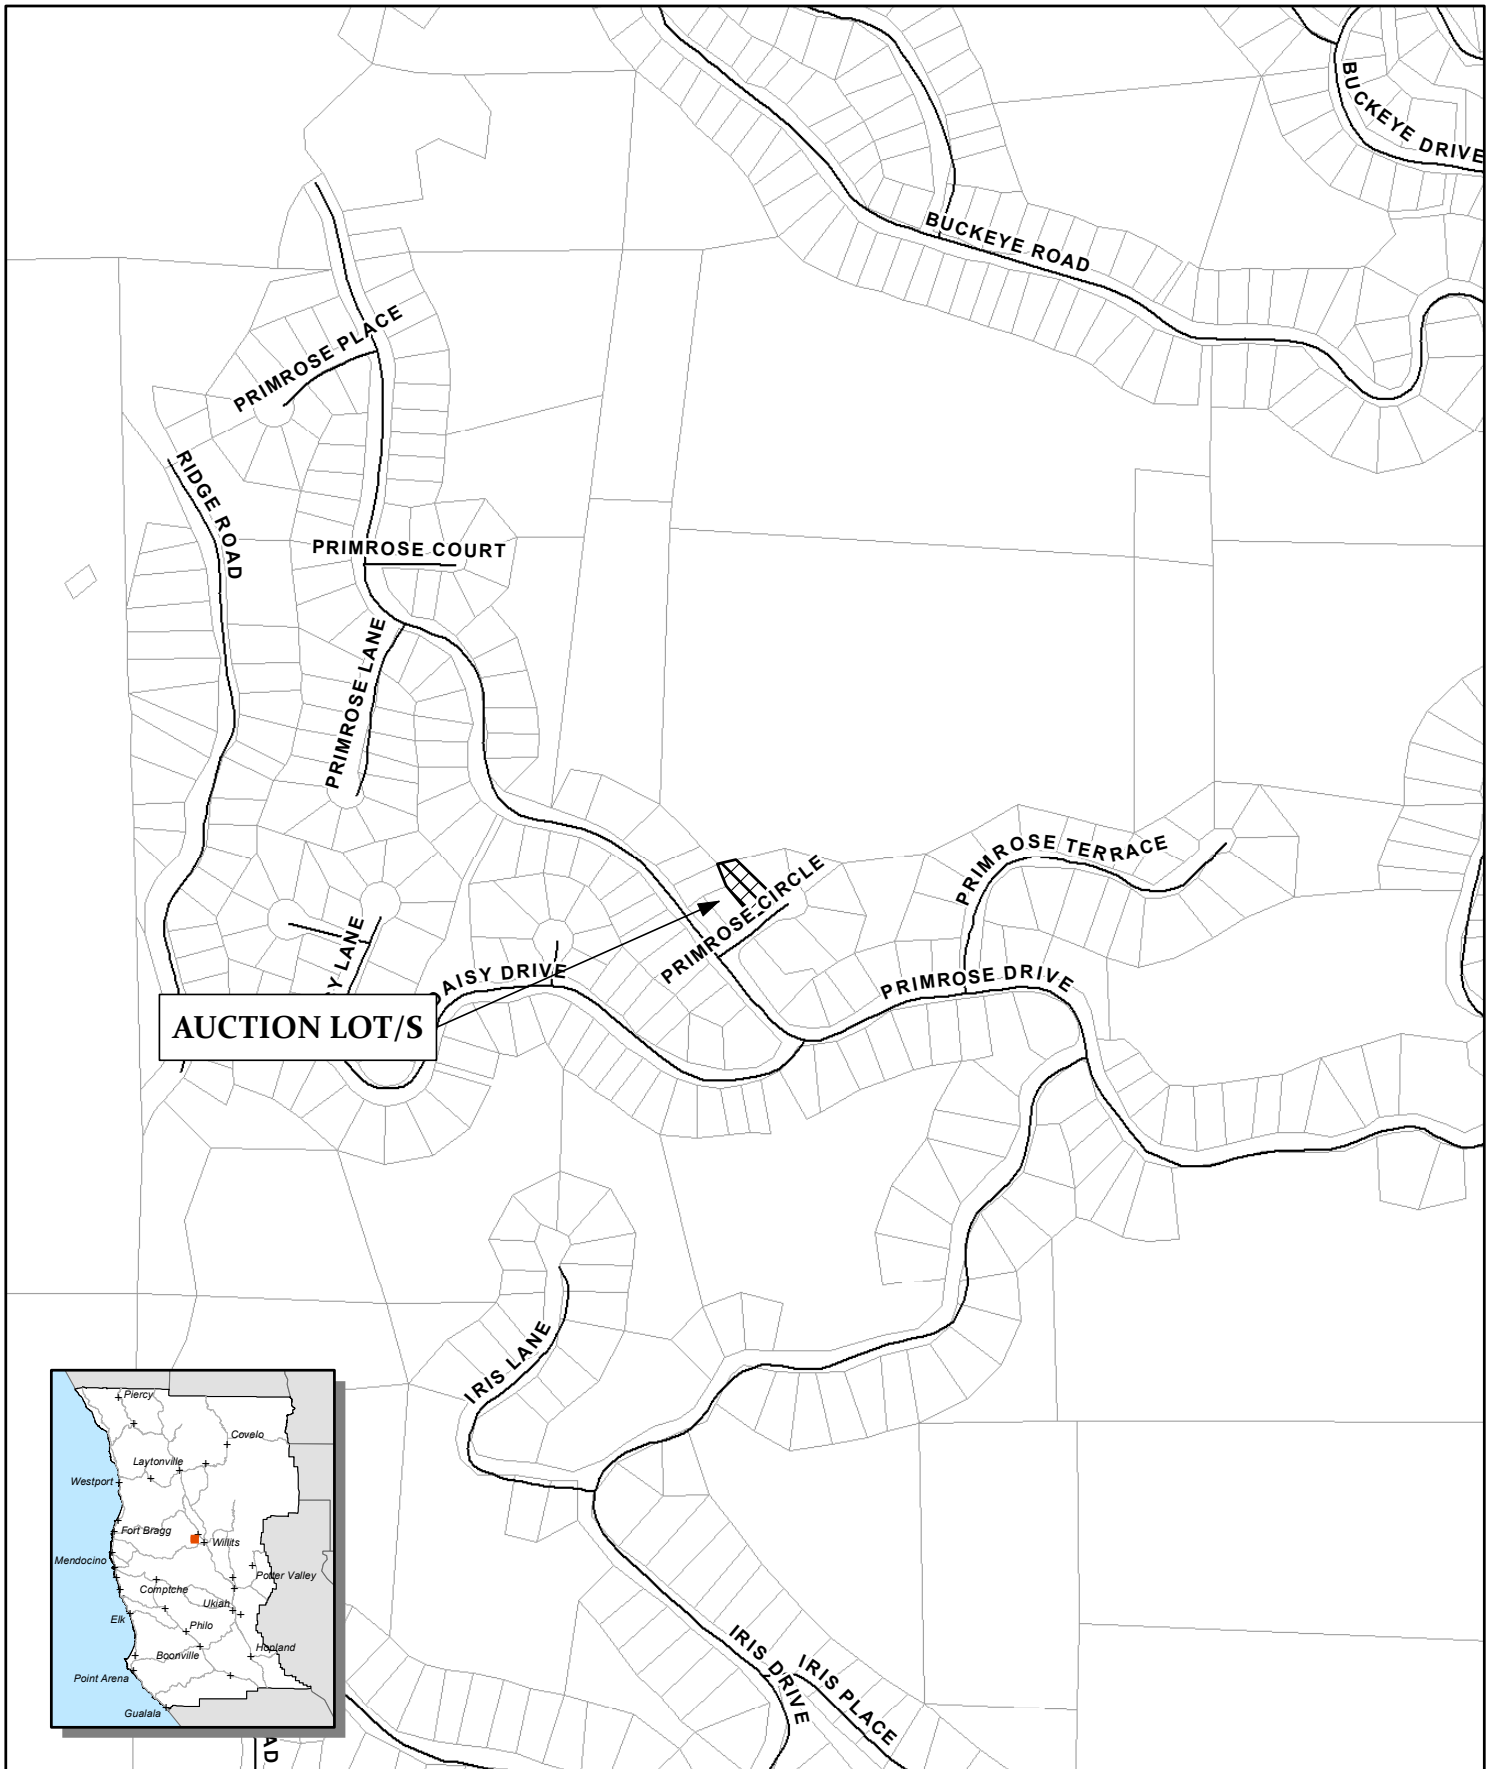 BUCKEYE DRIVE
BUCKEYE ROAD
PRIMROSE PLACE
RIDGE ROAD
PRIMROSE COURT
PRIMROSE LANE
PRIMROSE CIRCLE
PRIMROSE TERRACE
Y LANE
DAISY DRIVE
PRIMROSE DRIVE
AUCTION LOT/S
IRIS LANE
IRIS DRIVE
IRIS PLACE
AD
Piercy
Covelo
Laytonville
Westport
Fort Bragg
Willits
Mendocino
Potter Valley
Comptche
Ukiah
Elk
Philo
Hopland
Boonville
Point Arena
Gualala